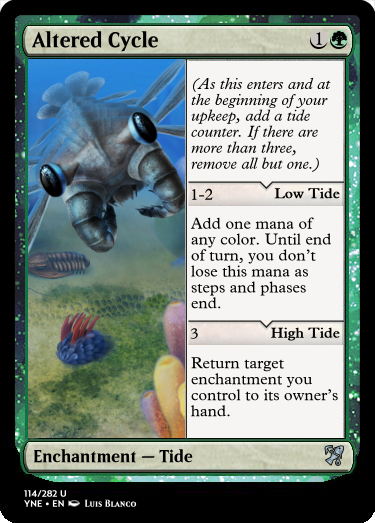 Altered Cycle 1
(As this enters and at
the beginning of your
upkeep, add a tide
counter. If there are
more than three,
remove all but one.)
1-2 Low Tide
Add one mana of
any color. Until end
of turn, you don't
lose this mana as
steps and phases
end.
3 High Tide
Return target
enchantment you
control to its owner's
hand.
Enchantment — Tide
114/282 U
YNE • EN Luis Blanco